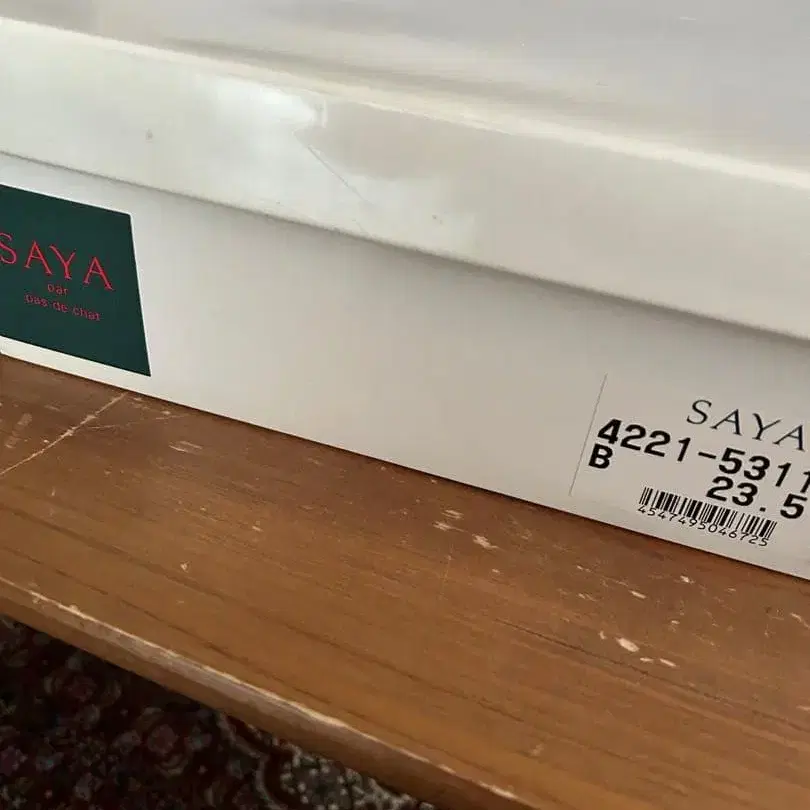 SAYA
par
pas de chat
SAYA
4221-5311
B
23.5
4547495046725